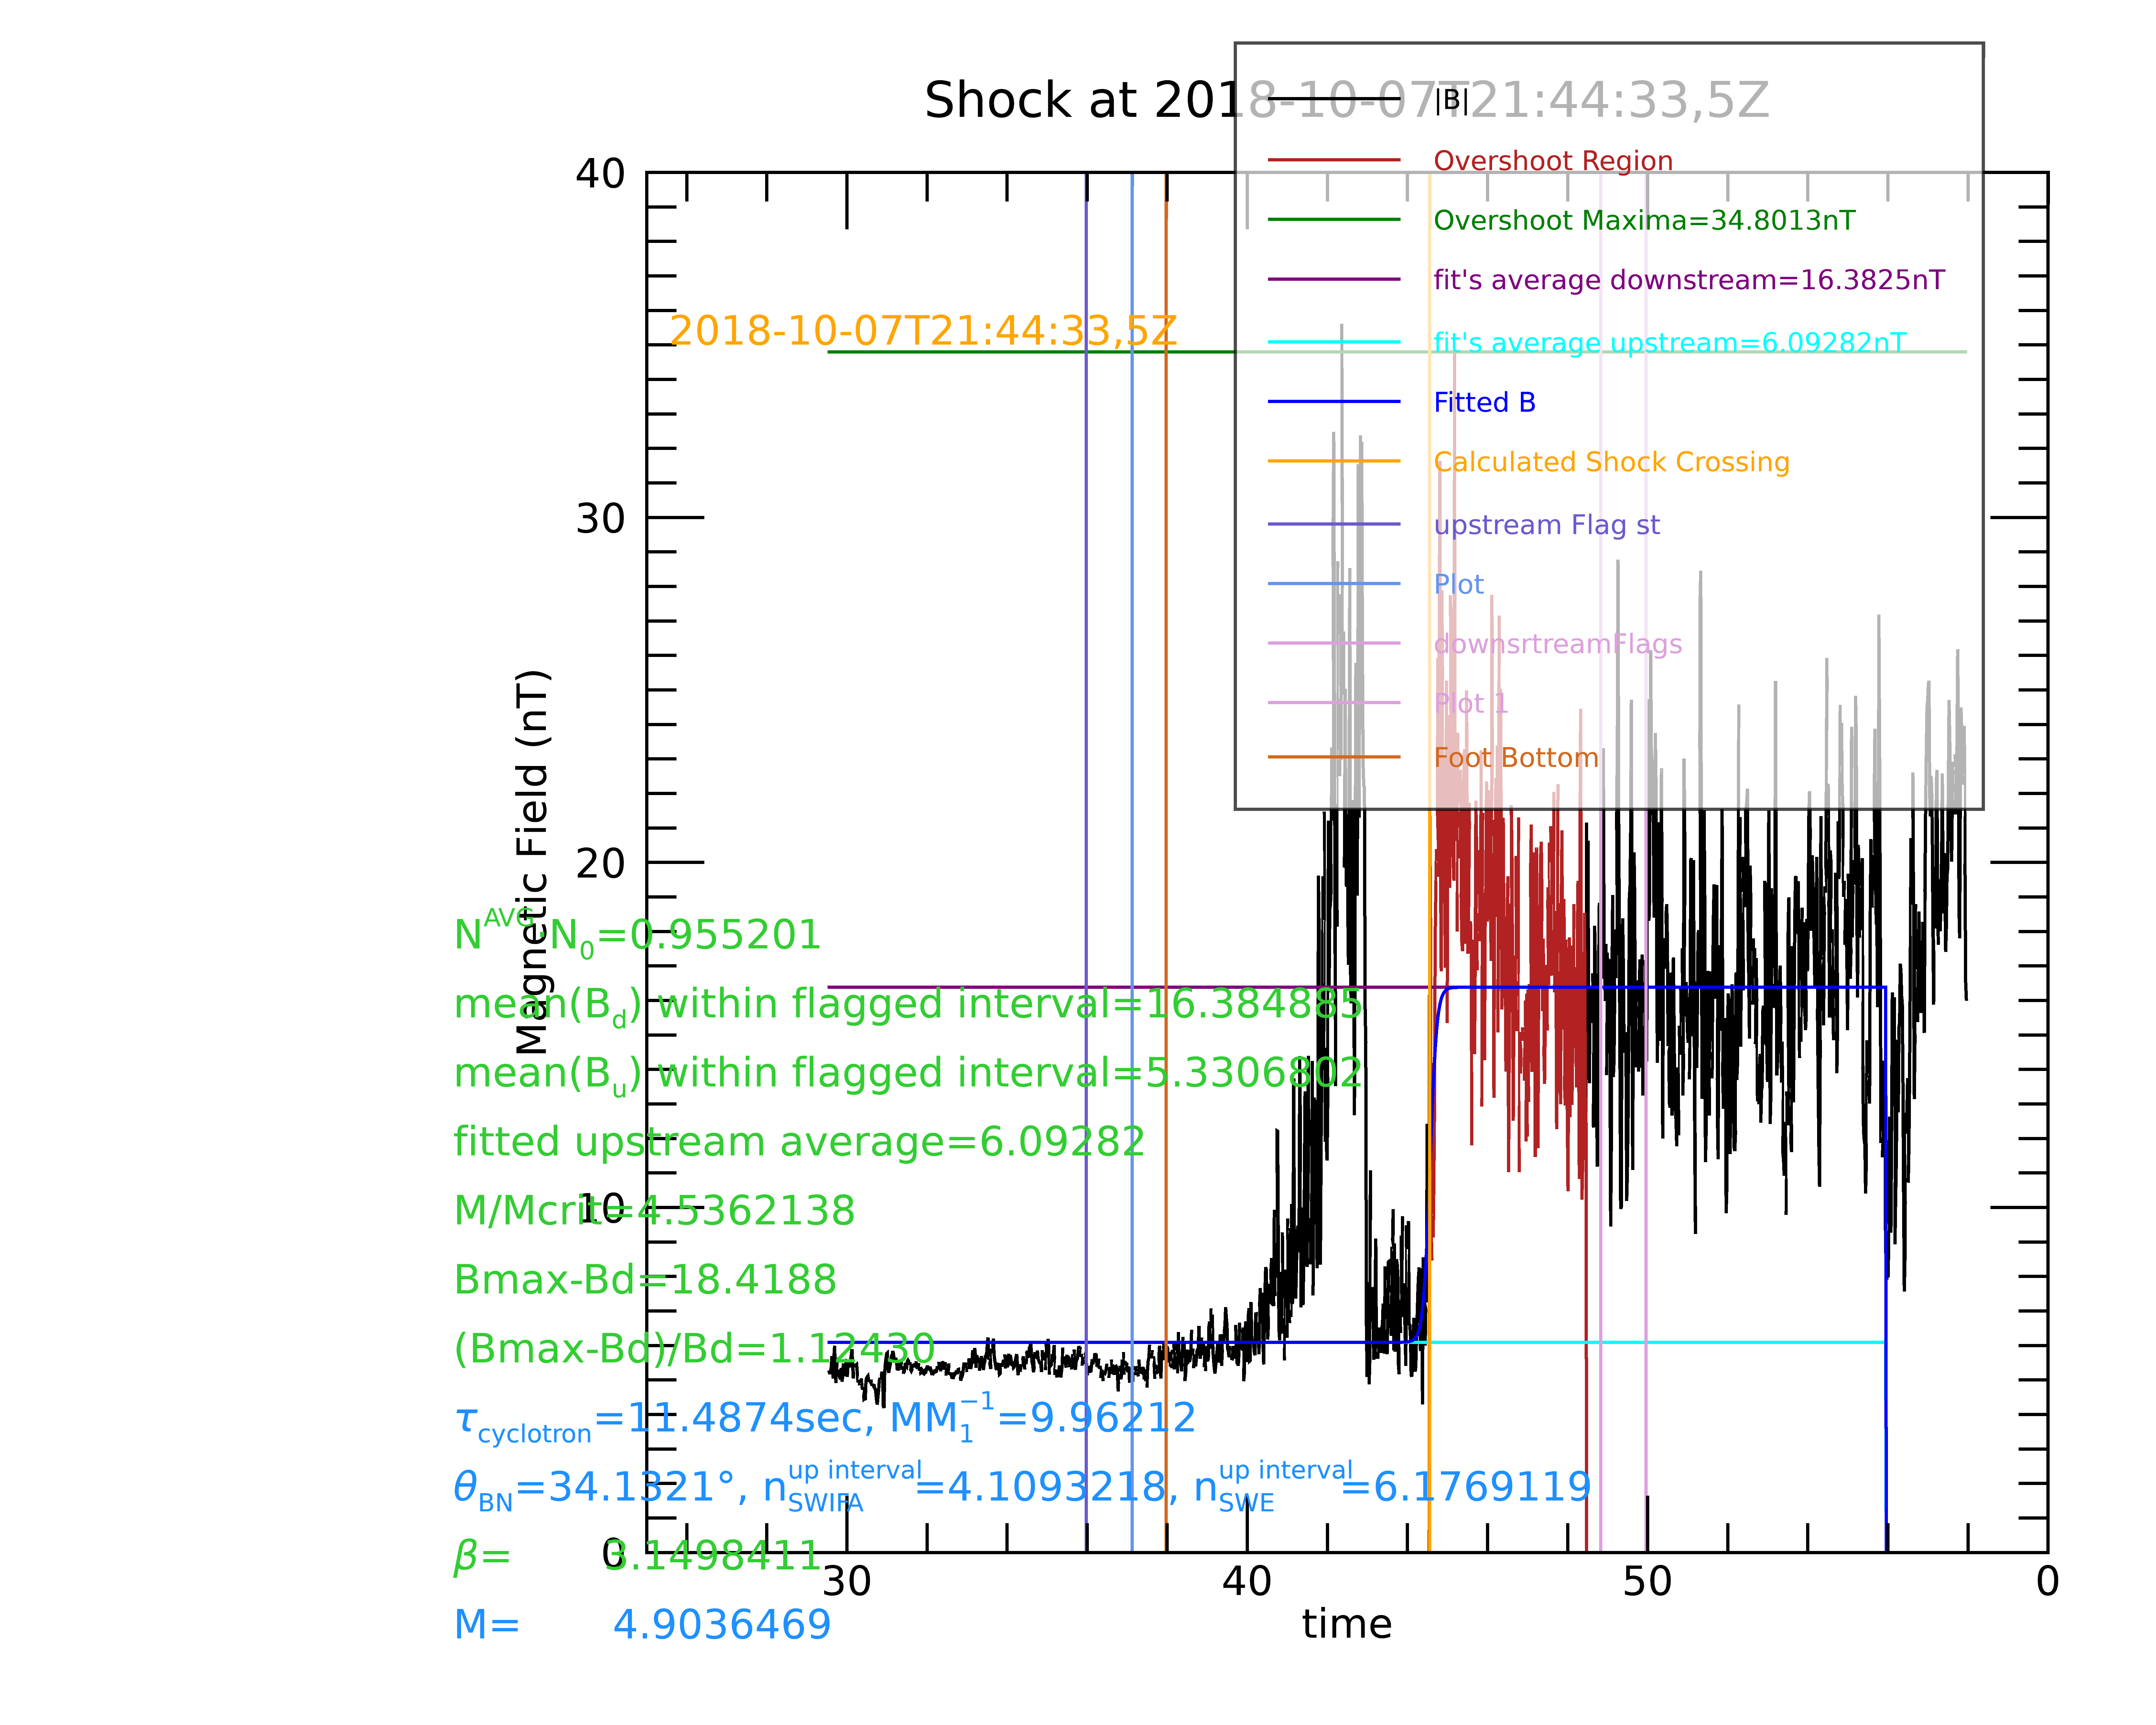 Shock at 2018-10-07T21:44:33,5Z
|B|
Overshoot Region
Overshoot Maxima=34.8013nT
fit's average downstream=16.3825nT
fit's average upstream=6.09282nT
Fitted B
Calculated Shock Crossing
upstream Flag st
Plot
downsrtreamFlags
Plot 1
Foot Bottom
2018-10-07T21:44:33,5Z
40
30
20
10
0
Magnetic Field (nT)
N^AVG·N_0=0.955201
mean(B_d) within flagged interval=16.384885
mean(B_u) within flagged interval=5.3306802
fitted upstream average=6.09282
M/Mcrit=4.5362138
Bmax-Bd=18.4188
(Bmax-Bd)/Bd=1.12430
τ_cyclotron=11.4874sec, MM_1^−1=9.96212
θ_BN=34.1321°, n_SWIFA^up interval=4.1093218, n_SWE^up interval=6.1769119
β= 3.1498411
M= 4.9036469
30 40 50 0
time